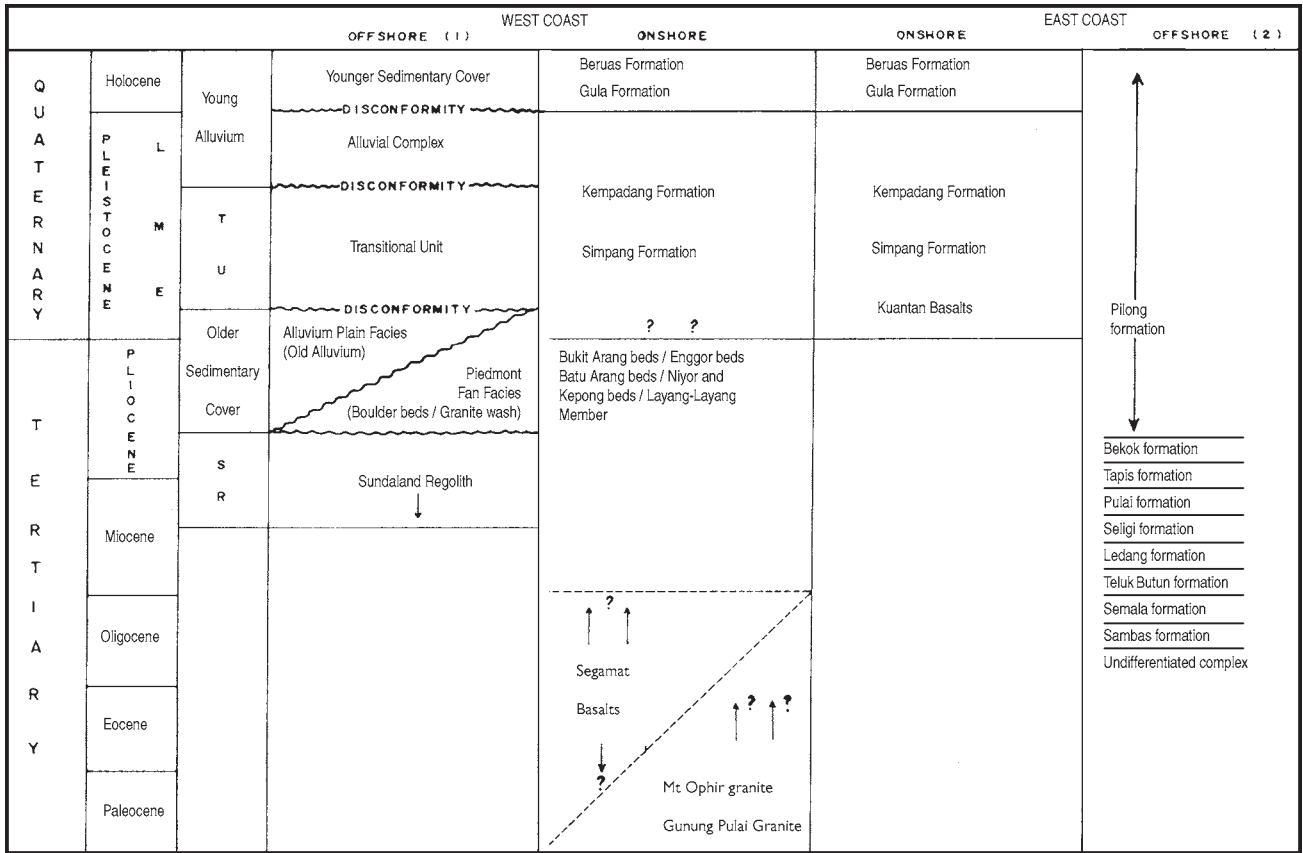 WEST COAST
EAST COAST
OFFSHORE (1)
ONSHORE
ONSHORE
OFFSHORE (2)
QUATERNARY
Holocene
PLEISTOCENE
L
M
E
Young
Alluvium
T
U
Younger Sedimentary Cover
DISCONFORMITY
Alluvial Complex
DISCONFORMITY
Transitional Unit
DISCONFORMITY
Beruas Formation
Gula Formation
Kempadang Formation
Simpang Formation
? ?
Beruas Formation
Gula Formation
Kempadang Formation
Simpang Formation
Kuantan Basalts
Pilong
formation
TERTIARY
PLIOCENE
Older
Sedimentary
Cover
Alluvium Plain Facies
(Old Alluvium)
Piedmont
Fan Facies
(Boulder beds / Granite wash)
Bukit Arang beds / Enggor beds
Batu Arang beds / Niyor and
Kepong beds / Layang-Layang
Member
S
R
Sundaland Regolith
Miocene
Oligocene
Eocene
Paleocene
?
Segamat
Basalts
?
? ?
Mt Ophir granite
Gunung Pulai Granite
Bekok formation
Tapis formation
Pulai formation
Seligi formation
Ledang formation
Teluk Butun formation
Semala formation
Sambas formation
Undifferentiated complex